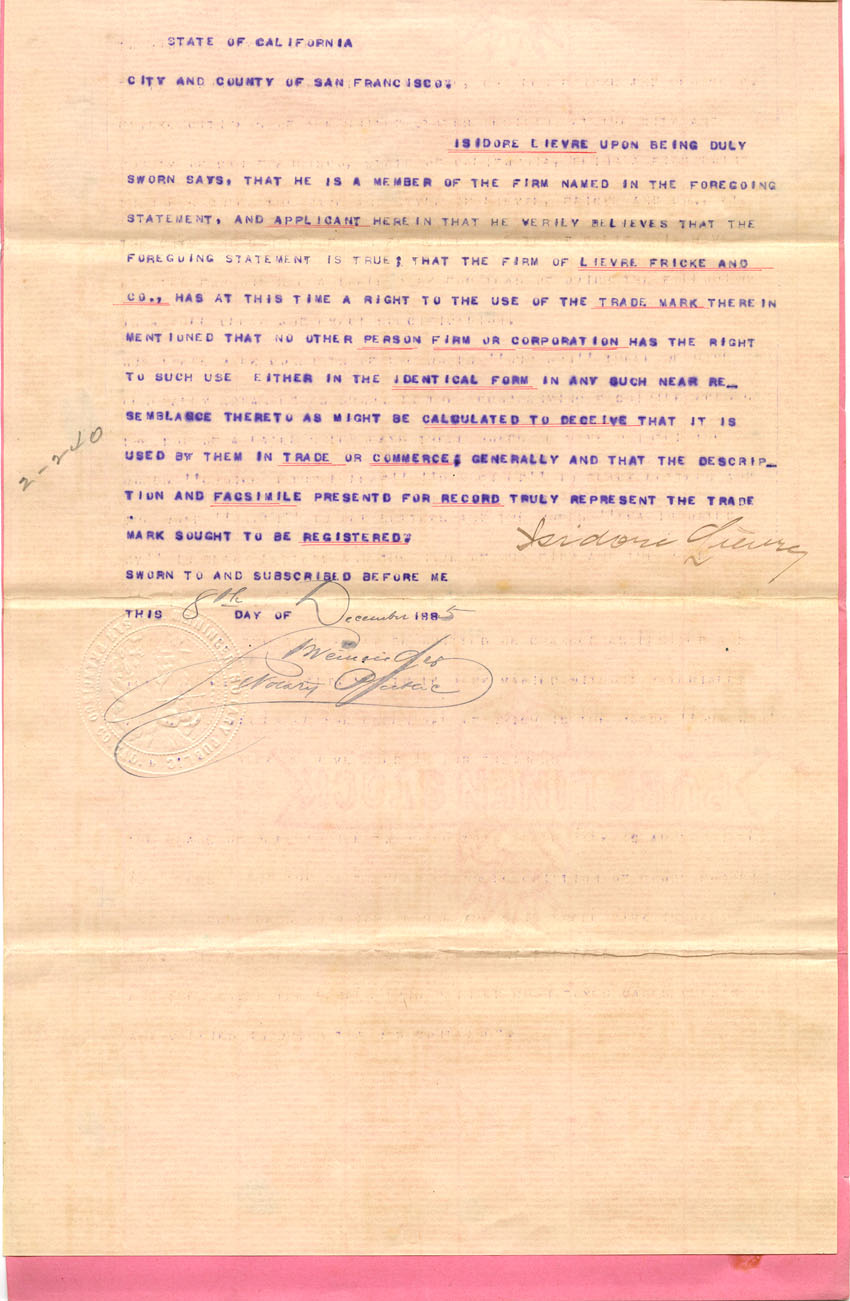 STATE OF CALIFORNIA
CITY AND COUNTY OF SAN FRANCISCO.
ISIDORE LIEVRE UPON BEING DULY
SWORN SAYS, THAT HE IS A MEMBER OF THE FIRM NAMED IN THE FOREGOING
STATEMENT, AND APPLICANT HEREIN THAT HE VERILY BELIEVES THAT THE
FOREGOING STATEMENT IS TRUE; THAT THE FIRM OF LIEVRE FRICKE AND
CO., HAS AT THIS TIME A RIGHT TO THE USE OF THE TRADE MARK THEREIN
MENTIONED THAT NO OTHER PERSON FIRM OR CORPORATION HAS THE RIGHT
TO SUCH USE EITHER IN THE IDENTICAL FORM IN ANY SUCH NEAR RE_
SEMBLANCE THERETO AS MIGHT BE CALCULATED TO DECEIVE THAT IT IS
2-240
USED BY THEM IN TRADE OR COMMERCE; GENERALLY AND THAT THE DESCRIP_
TION AND FACSIMILE PRESENTD FOR RECORD TRULY REPRESENT THE TRADE
MARK SOUGHT TO BE REGISTERED.
Isidore Lievre
SWORN TO AND SUBSCRIBED BEFORE ME
THIS 8th DAY OF December 1885
Notary Public